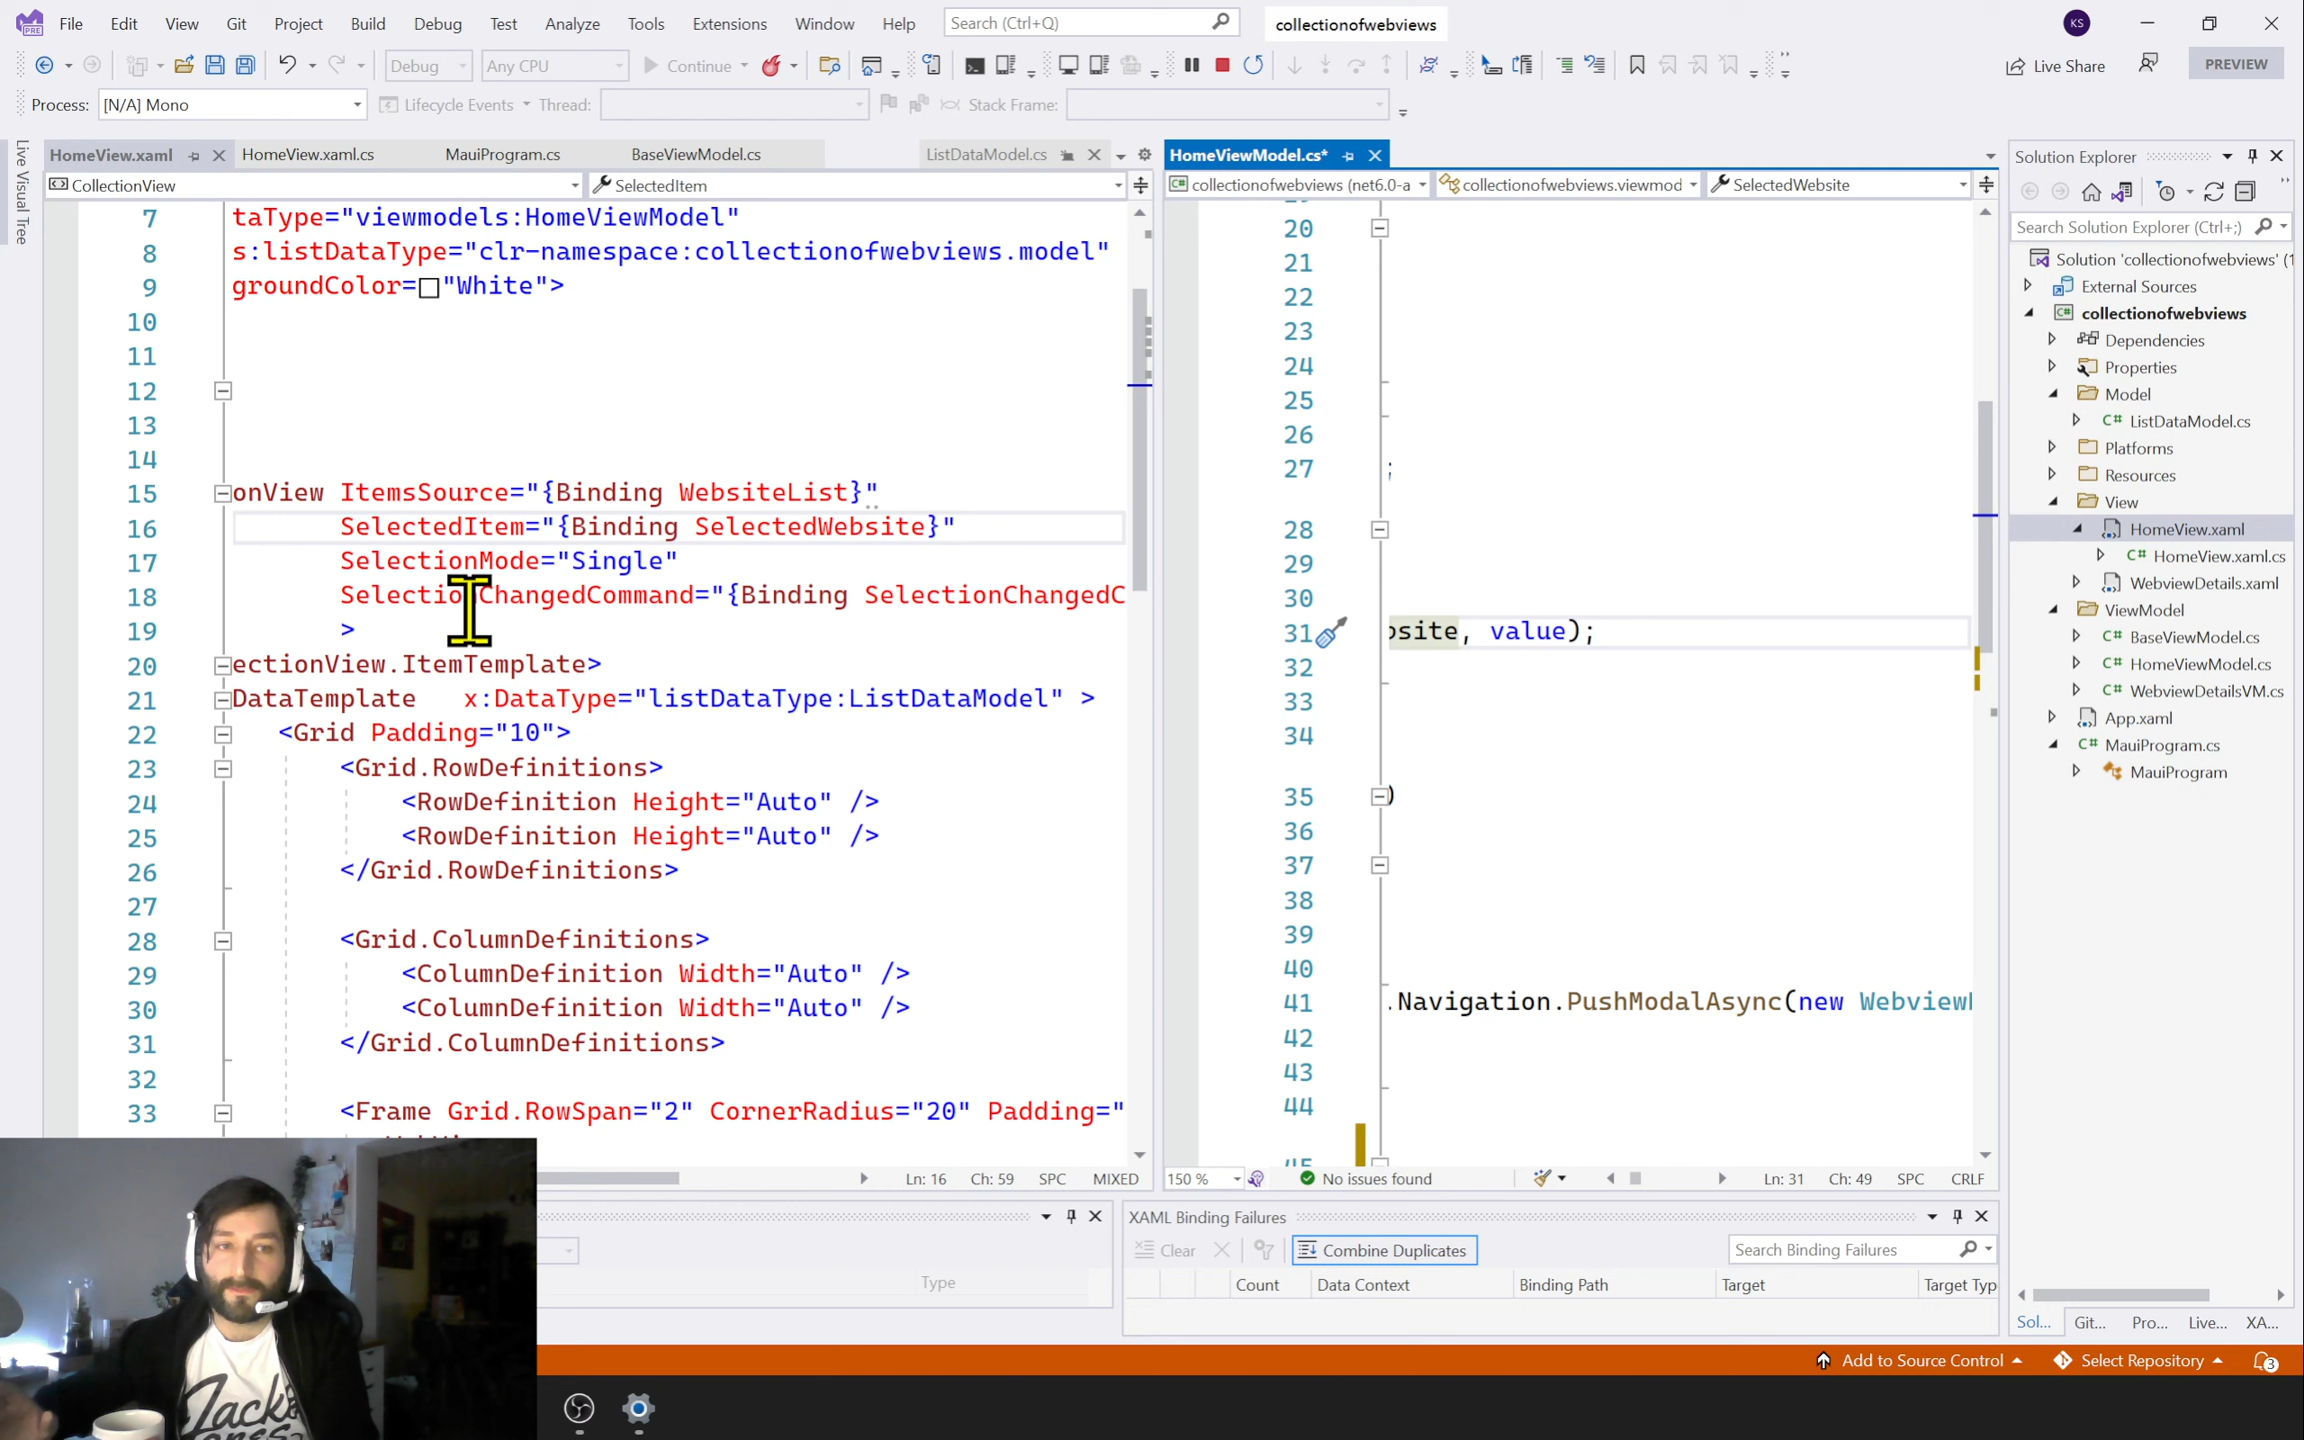 File Edit View Git Project Build Debug Test Analyze Tools Extensions Window Help Search (Ctrl+Q) collectionofwebviews KS
Debug Any CPU Continue Live Share PREVIEW
Process: [N/A] Mono Lifecycle Events Thread: Stack Frame:
Live Visual Tree
HomeView.xaml HomeView.xaml.cs MauiProgram.cs BaseViewModel.cs ListDataModel.cs
CollectionView SelectedItem
7 taType="viewmodels:HomeViewModel"
8 s:listDataType="clr-namespace:collectionofwebviews.model"
9 groundColor="White">
10
11
12
13
14
15 onView ItemsSource="{Binding WebsiteList}"
16 SelectedItem="{Binding SelectedWebsite}"
17 SelectionMode="Single"
18 SelectionChangedCommand="{Binding SelectionChangedC
19 >
20 ectionView.ItemTemplate>
21 DataTemplate x:DataType="listDataType:ListDataModel" >
22 <Grid Padding="10">
23 <Grid.RowDefinitions>
24 <RowDefinition Height="Auto" />
25 <RowDefinition Height="Auto" />
26 </Grid.RowDefinitions>
27
28 <Grid.ColumnDefinitions>
29 <ColumnDefinition Width="Auto" />
30 <ColumnDefinition Width="Auto" />
31 </Grid.ColumnDefinitions>
32
33 <Frame Grid.RowSpan="2" CornerRadius="20" Padding="
Ln: 16 Ch: 59 SPC MIXED
HomeViewModel.cs*
collectionofwebviews (net6.0-a collectionofwebviews.viewmod SelectedWebsite
20
21
22
23
24
25
26
27 ;
28
29
30
31 bsite, value);
32
33
34
35 )
36
37
38
39
40
41 .Navigation.PushModalAsync(new Webview
42
43
44
45
150 % No issues found Ln: 31 Ch: 49 SPC CRLF
Type
XAML Binding Failures
Clear Combine Duplicates Search Binding Failures
Count Data Context Binding Path Target Target Typ
Solution Explorer
Search Solution Explorer (Ctrl+;)
Solution 'collectionofwebviews' (1
External Sources
collectionofwebviews
Dependencies
Properties
Model
C# ListDataModel.cs
Platforms
Resources
View
HomeView.xaml
C# HomeView.xaml.cs
WebviewDetails.xaml
ViewModel
C# BaseViewModel.cs
C# HomeViewModel.cs
C# WebviewDetailsVM.cs
App.xaml
C# MauiProgram.cs
MauiProgram
Sol... Git... Pro... Live... XA...
Add to Source Control Select Repository 3
Jack